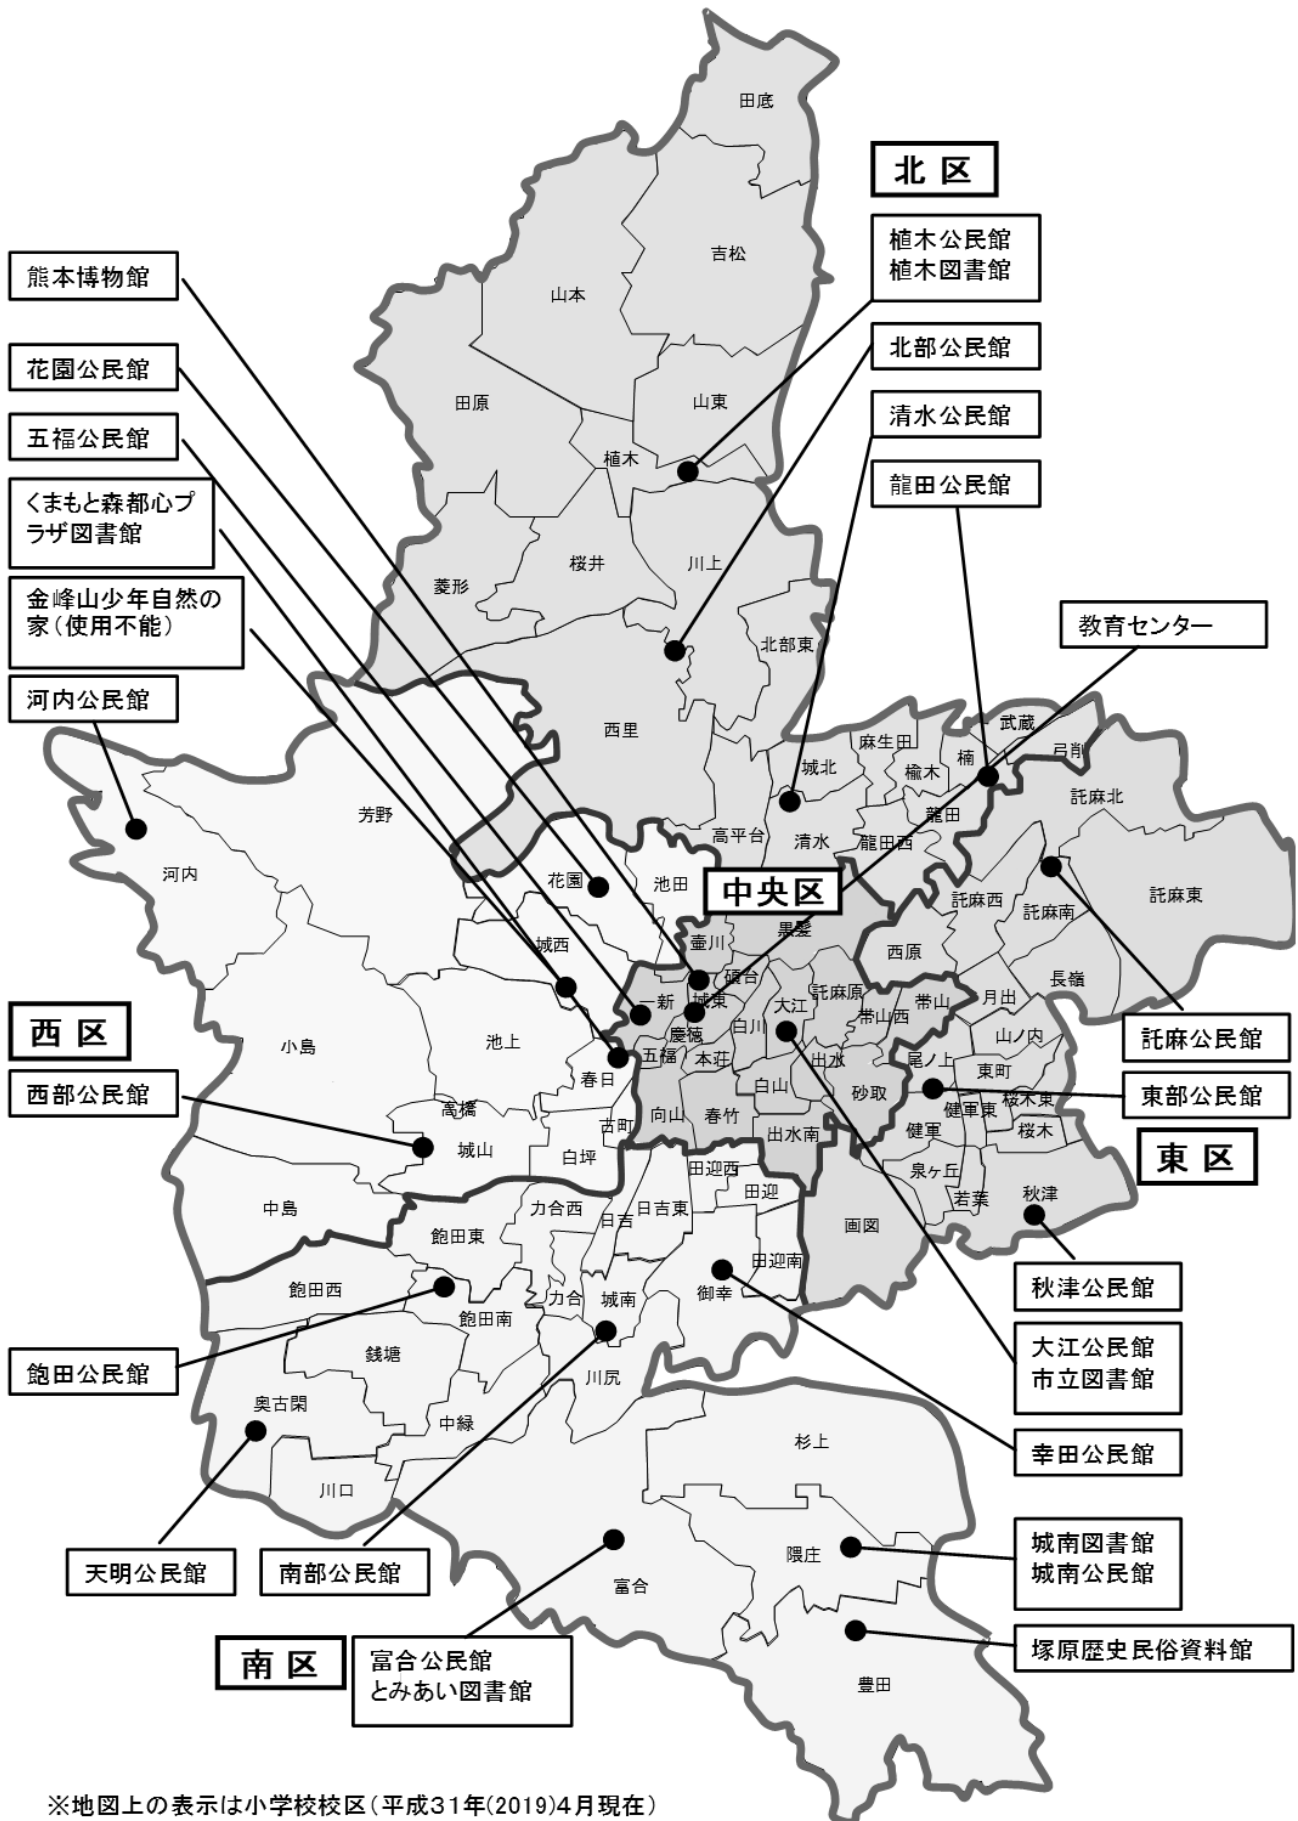 田底
北区
吉松
植木公民館
植木図書館
熊本博物館
山本
北部公民館
花園公民館
田原
山東
清水公民館
五福公民館
植木
龍田公民館
くまもと森都心プ
ラザ図書館
桜井
川上
菱形
金峰山少年自然の
家（使用不能）
教育センター
北部東
河内公民館
西里
武蔵
麻生田
弓削
楠
城北
楡木
託麻北
芳野
龍田
高平台
清水
龍田西
河内
花園
池田
中央区
託麻西
託麻東
託麻南
黒髪
壷川
城西
西原
碩台
長嶺
一新
城東
大江
託麻原
帯山
月出
西区
慶徳
白川
帯山西
山ノ内
託麻公民館
小島
池上
五福
本荘
出水
尾ノ上
春日
東町
西部公民館
白山
砂取
東部公民館
高橋
古町
向山
春竹
健軍東
桜木東
城山
白坪
出水南
健軍
桜木
東区
田迎西
泉ヶ丘
中島
力合西
日吉
日吉東
田迎
若葉
秋津
飽田東
画図
田迎南
飽田西
力合
城南
御幸
秋津公民館
飽田南
飽田公民館
銭塘
川尻
大江公民館
市立図書館
奥古閑
中緑
杉上
幸田公民館
川口
天明公民館
南部公民館
富合
隈庄
城南図書館
城南公民館
南区
富合公民館
とみあい図書館
塚原歴史民俗資料館
豊田
※地図上の表示は小学校校区（平成31年(2019)4月現在）